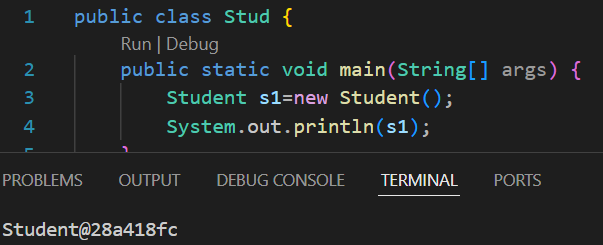 1 public class Stud {
Run | Debug
2 public static void main(String[] args) {
3 Student s1=new Student();
4 System.out.println(s1);
5 }
PROBLEMS OUTPUT DEBUG CONSOLE TERMINAL PORTS
Student@28a418fc